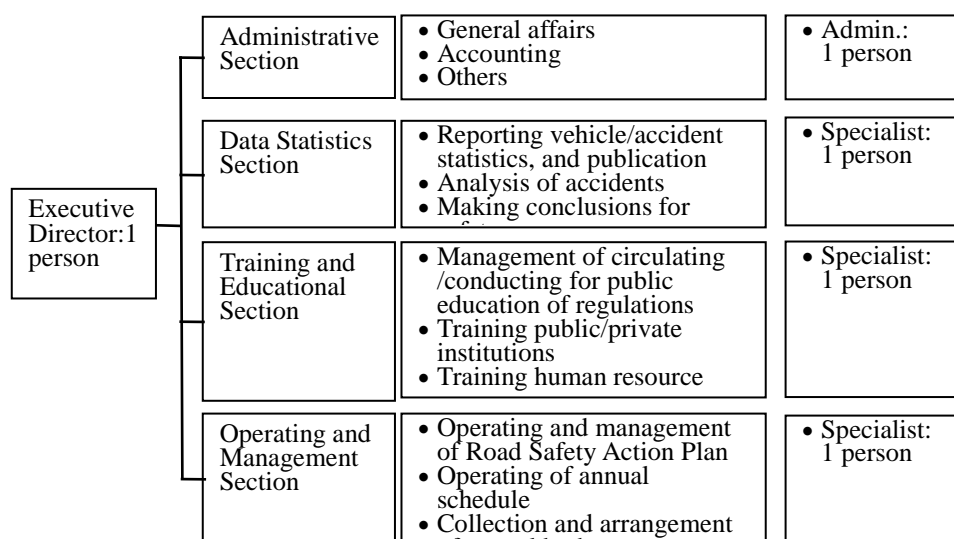 Executive
Director:1
person
Administrative
Section
• General affairs
• Accounting
• Others
• Admin.:
1 person
Data Statistics
Section
• Reporting vehicle/accident
statistics, and publication
• Analysis of accidents
• Making conclusions for
• Specialist:
1 person
Training and
Educational
Section
• Management of circulating
/conducting for public
education of regulations
• Training public/private
institutions
• Training human resource
• Specialist:
1 person
Operating and
Management
Section
• Operating and management
of Road Safety Action Plan
• Operating of annual
schedule
• Collection and arrangement
• Specialist:
1 person